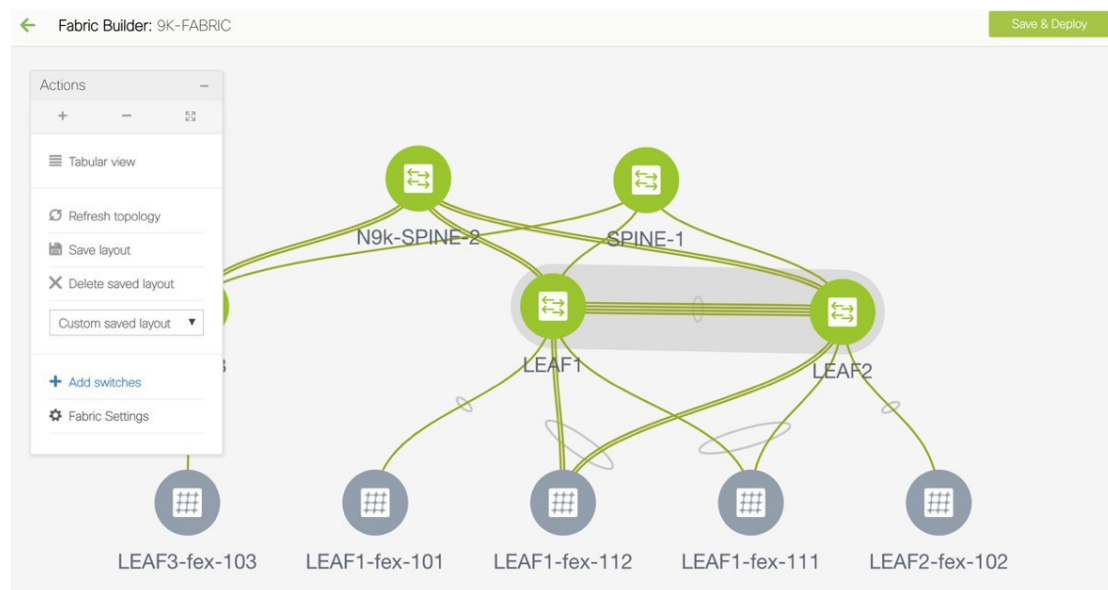 Fabric Builder: 9K-FABRIC
Save & Deploy
Actions
Tabular view
Refresh topology
Save layout
Delete saved layout
Custom saved layout
Add switches
Fabric Settings
N9k-SPINE-2
SPINE-1
LEAF1
LEAF2
3
LEAF3-fex-103
LEAF1-fex-101
LEAF1-fex-112
LEAF1-fex-111
LEAF2-fex-102